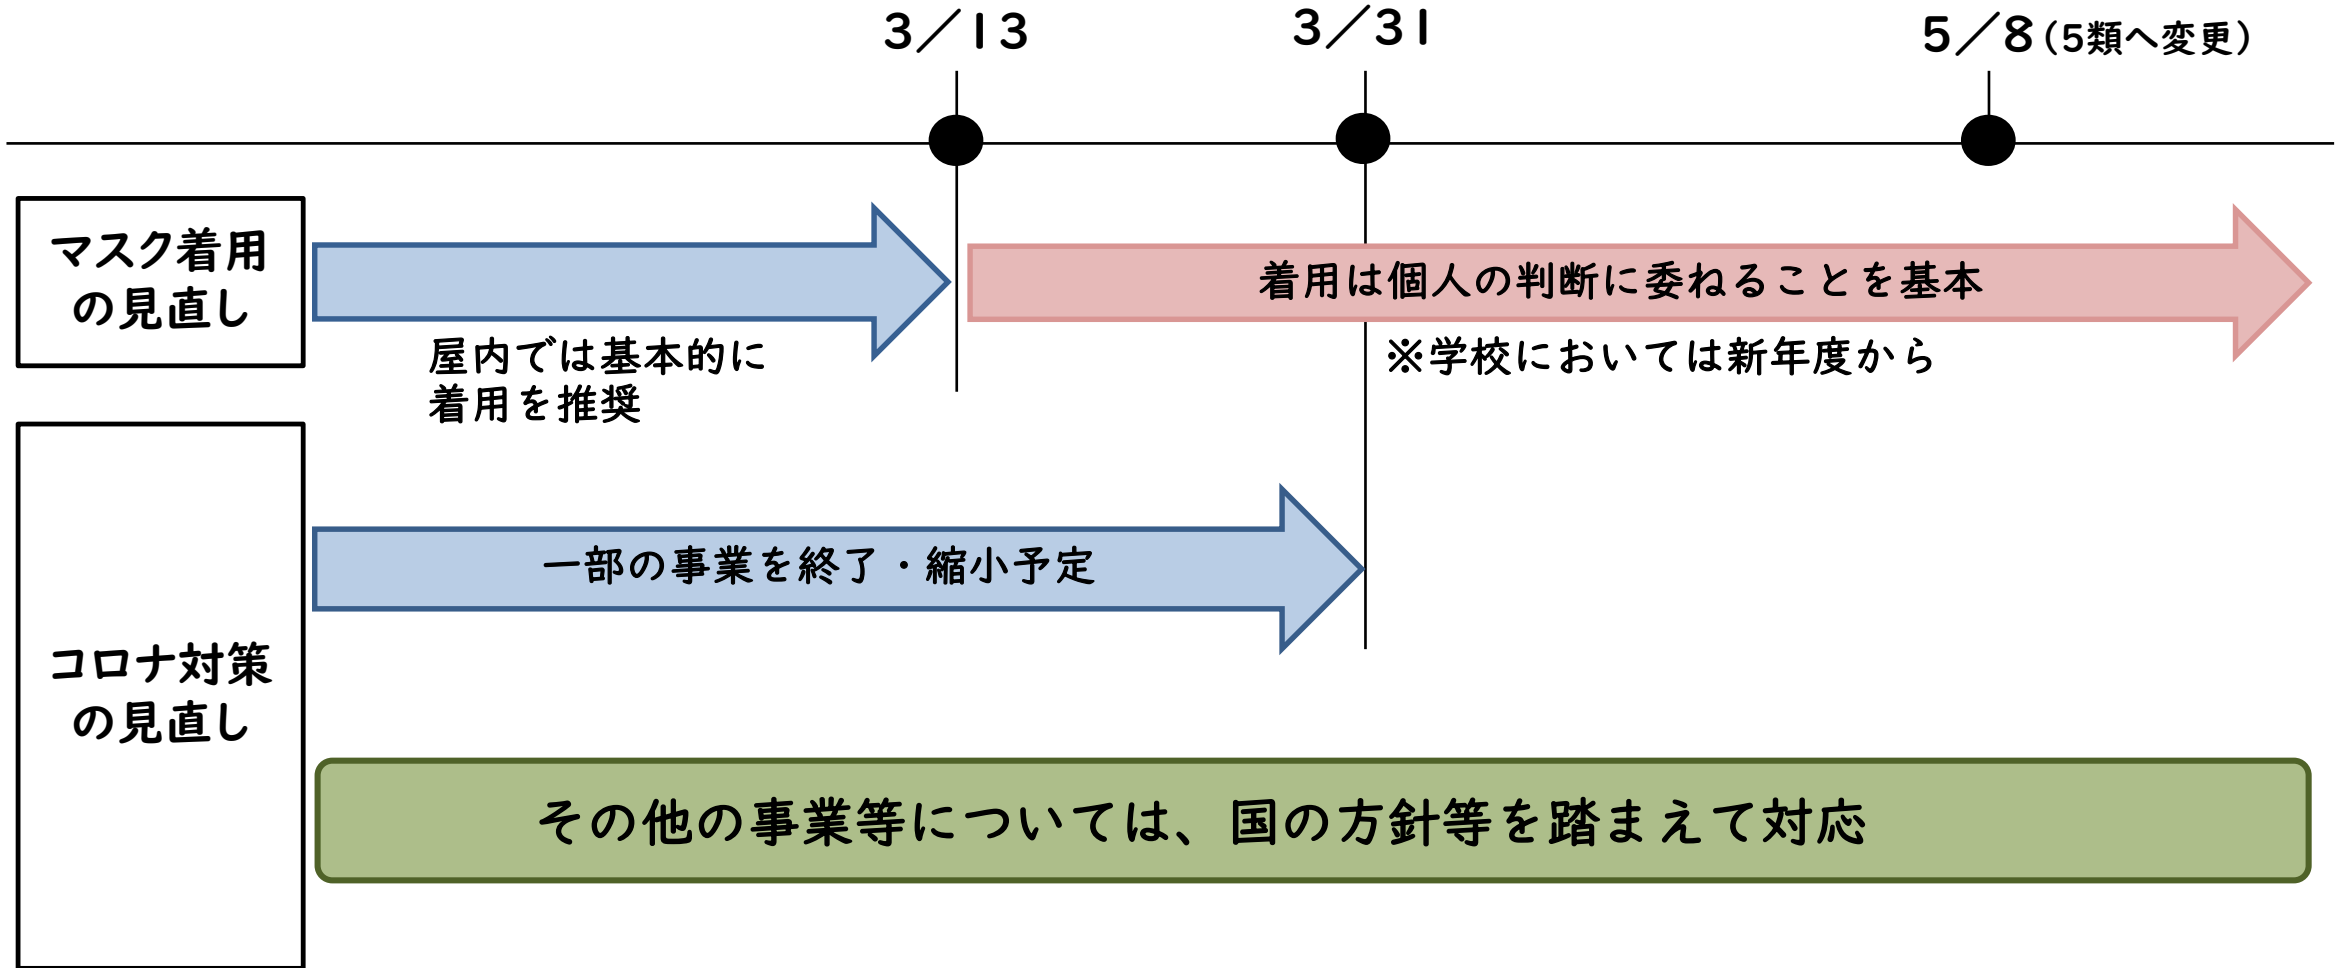 3／13
3／31
5／8(5類へ変更)
マスク着用
の見直し
着用は個人の判断に委ねることを基本
屋内では基本的に
着用を推奨
※学校においては新年度から
一部の事業を終了・縮小予定
コロナ対策
の見直し
その他の事業等については、国の方針等を踏まえて対応